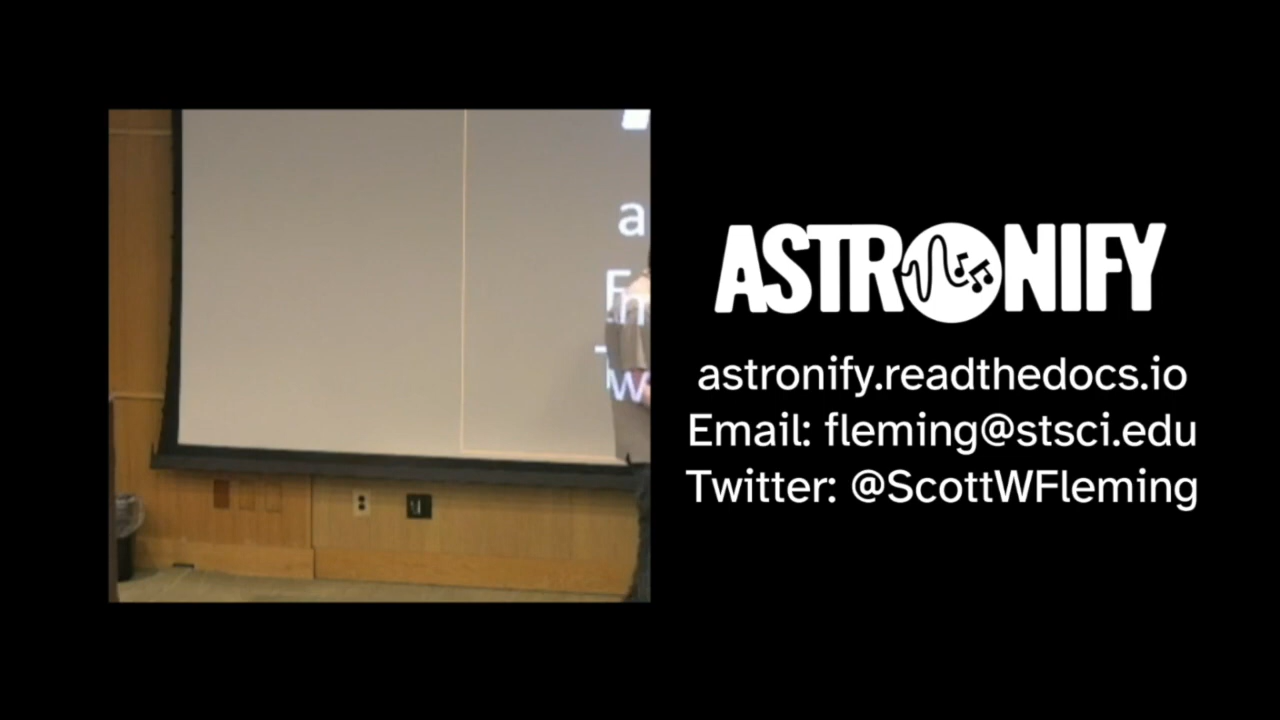 ASTRONIFY
astronify.readthedocs.io
Email: fleming@stsci.edu
Twitter: @ScottWFleming